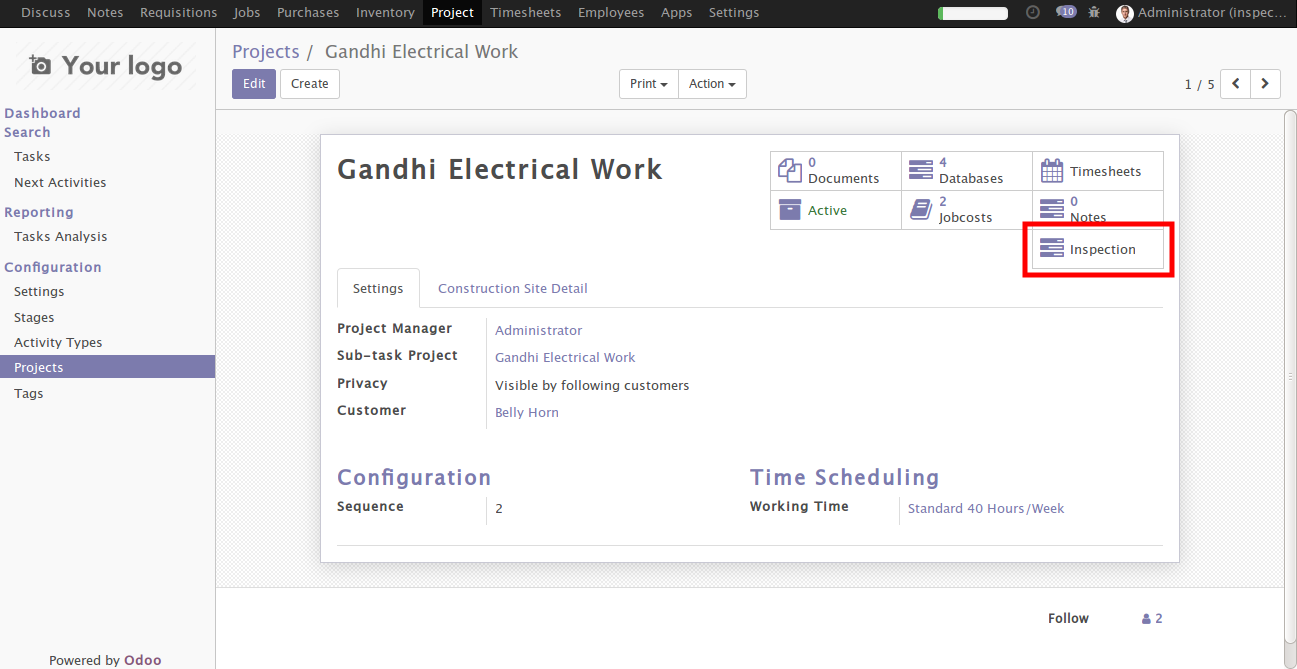 Discuss Notes Requisitions Jobs Purchases Inventory Project Timesheets Employees Apps Settings 10 Administrator (inspec...
Your logo
Dashboard
Search
Tasks
Next Activities
Reporting
Tasks Analysis
Configuration
Settings
Stages
Activity Types
Projects
Tags
Powered by Odoo
Projects / Gandhi Electrical Work
Edit Create Print Action 1 / 5
Gandhi Electrical Work
0 Documents
4 Databases
Timesheets
Active
2 Jobcosts
0 Notes
Inspection
Settings Construction Site Detail
Project Manager Administrator
Sub-task Project Gandhi Electrical Work
Privacy Visible by following customers
Customer Belly Horn
Configuration
Sequence 2
Time Scheduling
Working Time Standard 40 Hours/Week
Follow 2